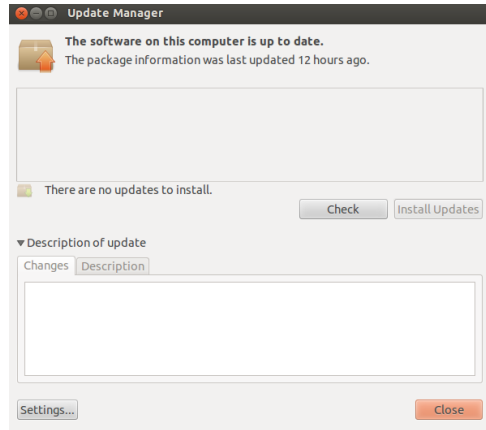 Update Manager
The software on this computer is up to date.
The package information was last updated 12 hours ago.
There are no updates to install.
Check Install Updates
Description of update
Changes Description
Settings... Close